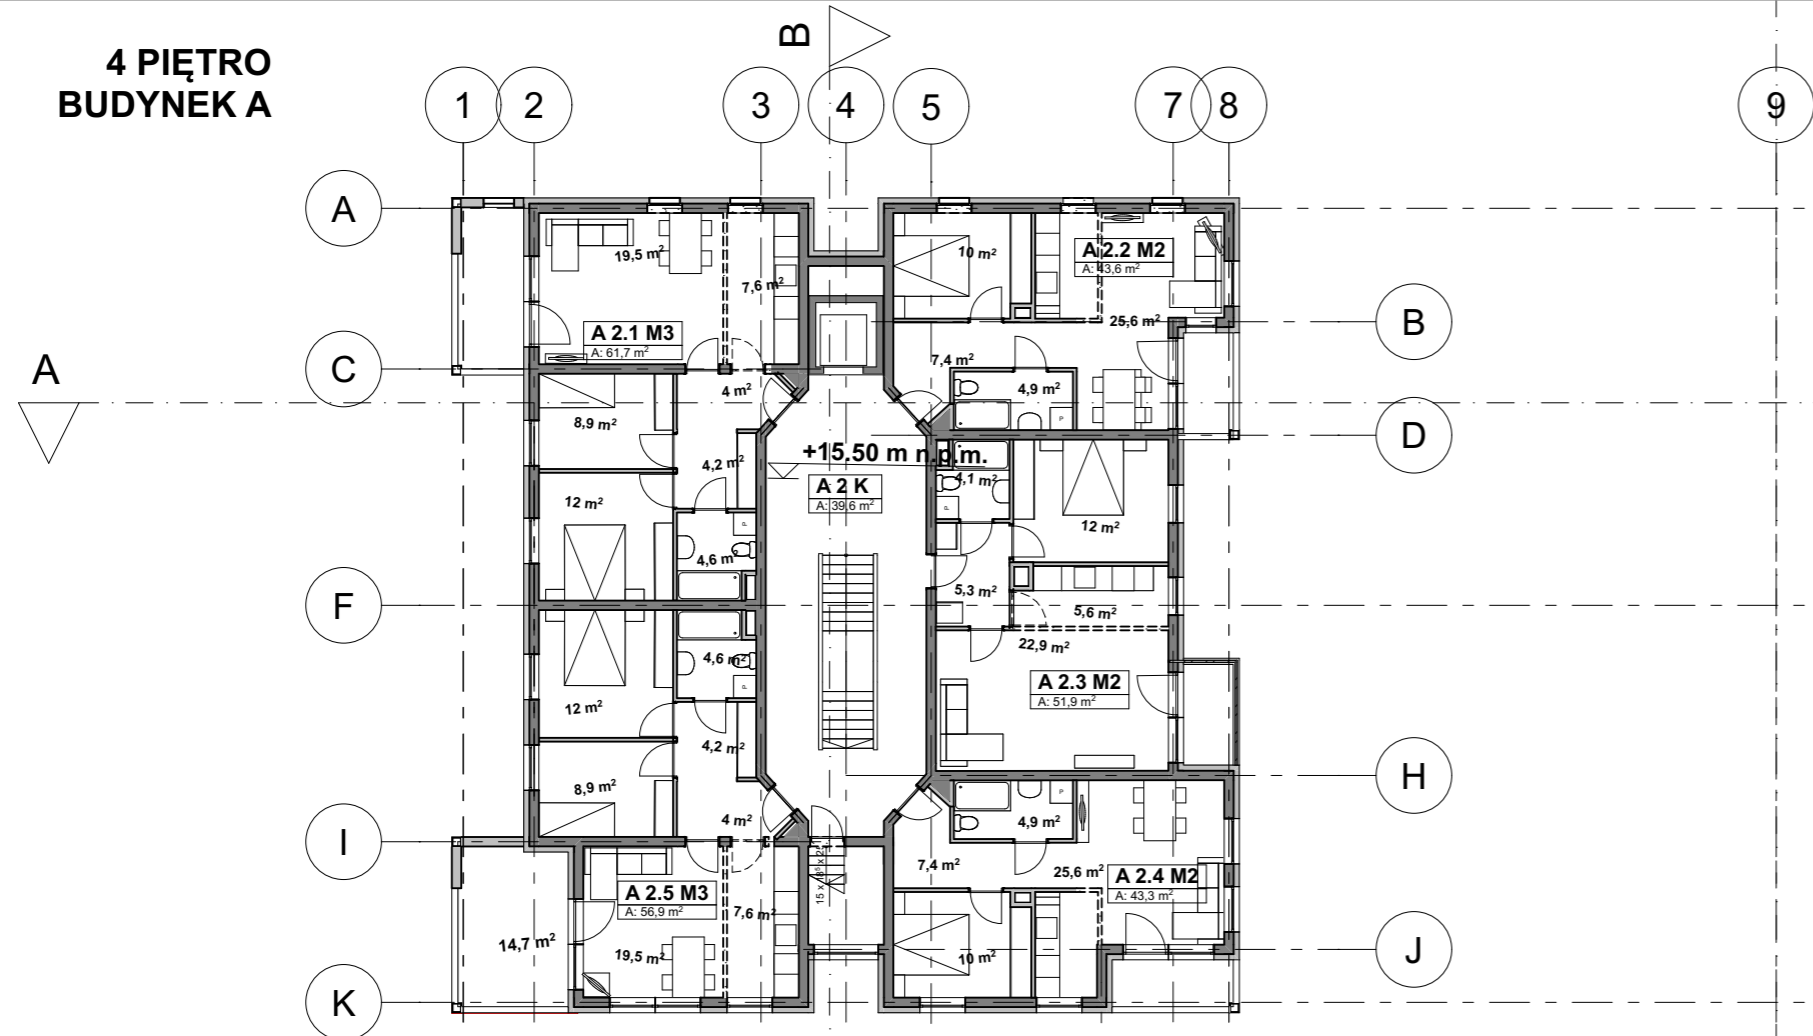 4 PIĘTRO
BUDYNEK A
B
1
2
3
4
5
7
8
9
A
B
C
A
D
F
H
I
J
K
19,5 m²
7,6 m²
A 2.1 M3
A: 61,7 m²
4 m²
8,9 m²
4,2 m²
12 m²
4,6 m²
P
10 m²
A 2.2 M2
A: 43,6 m²
25,6 m²
7,4 m²
4,9 m²
P
+15.50 m n.p.m.
A 2 K
A: 39,6 m²
4,1 m²
P
12 m²
5,3 m²
5,6 m²
22,9 m²
A 2.3 M2
A: 51,9 m²
4,6 m²
P
12 m²
4,2 m²
8,9 m²
4 m²
A 2.5 M3
A: 56,9 m²
7,6 m²
14,7 m²
19,5 m²
4,9 m²
P
7,4 m²
25,6 m²
A 2.4 M2
A: 43,3 m²
10 m²